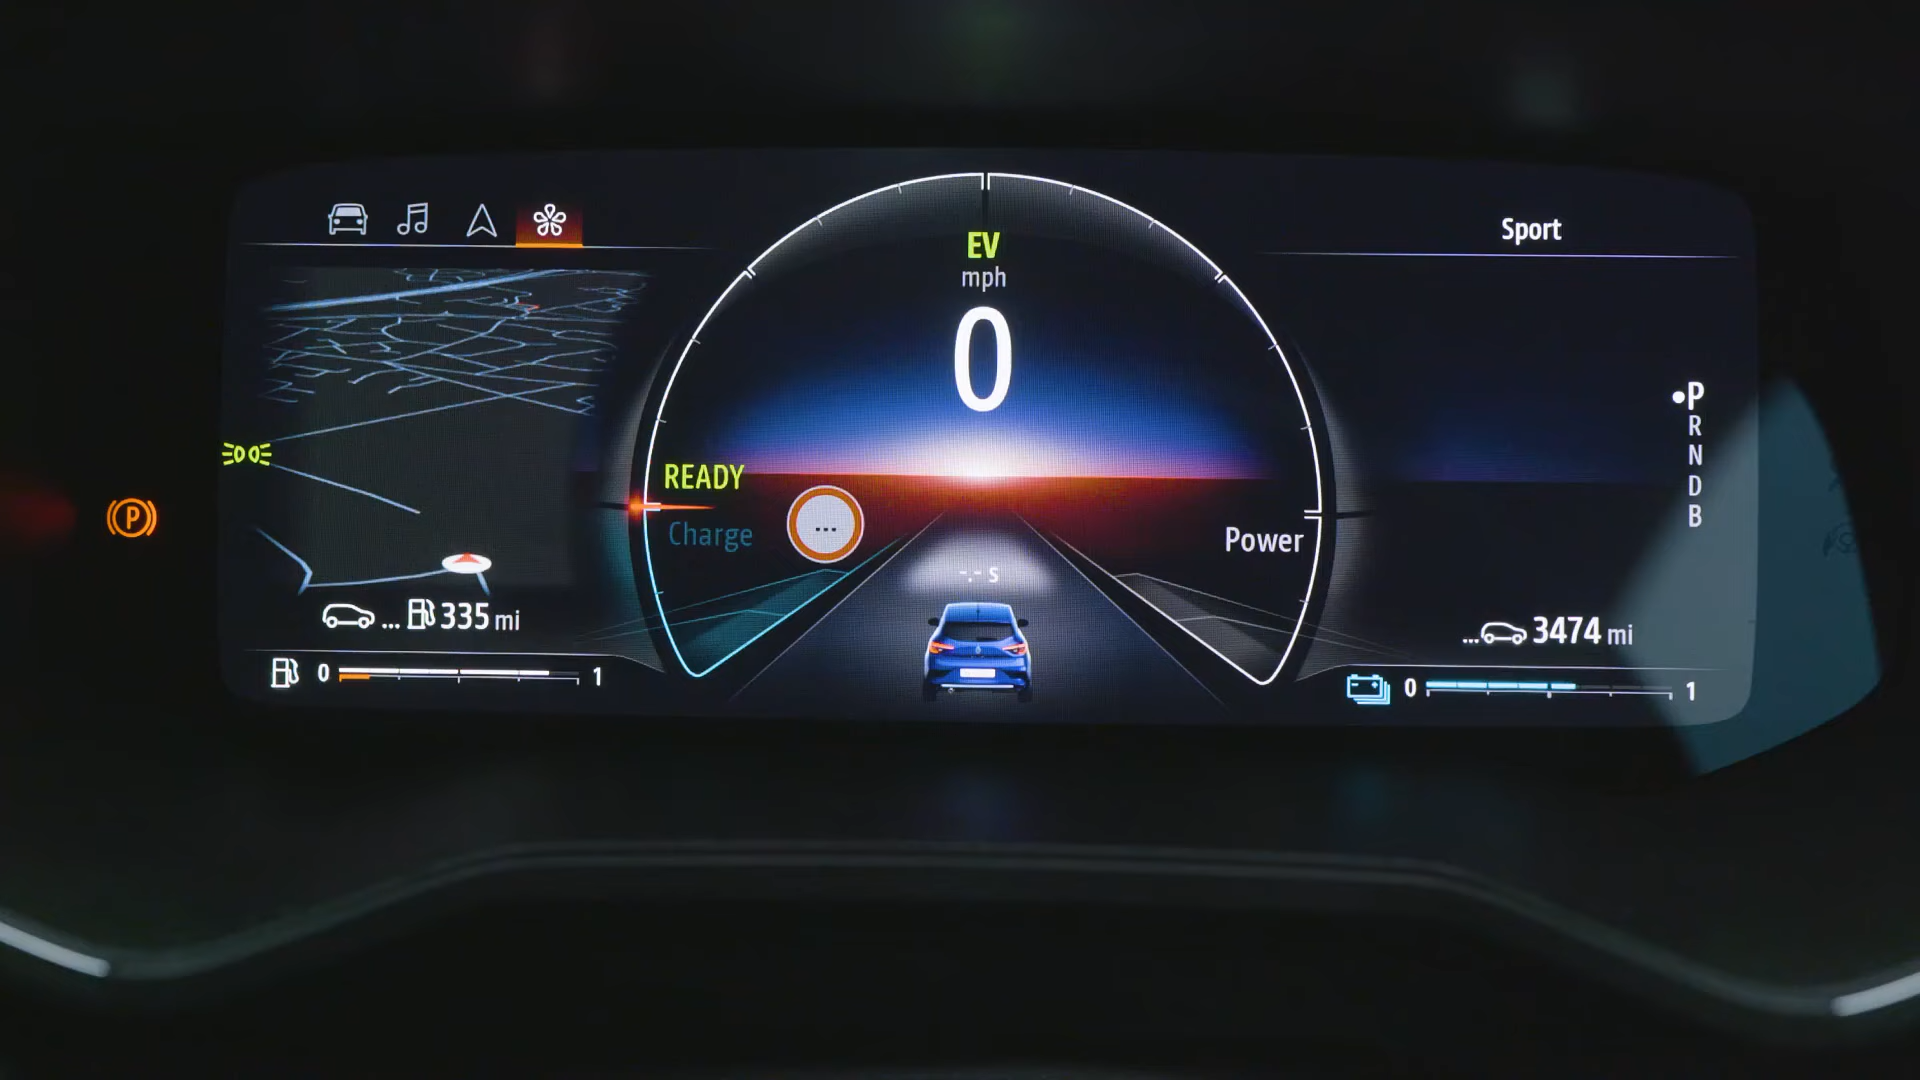 Sport
EV
mph
0
P
R
N
D
B
READY
Charge
...
Power
P
-.- s
... 335 mi
...3474 mi
0 1
0 1